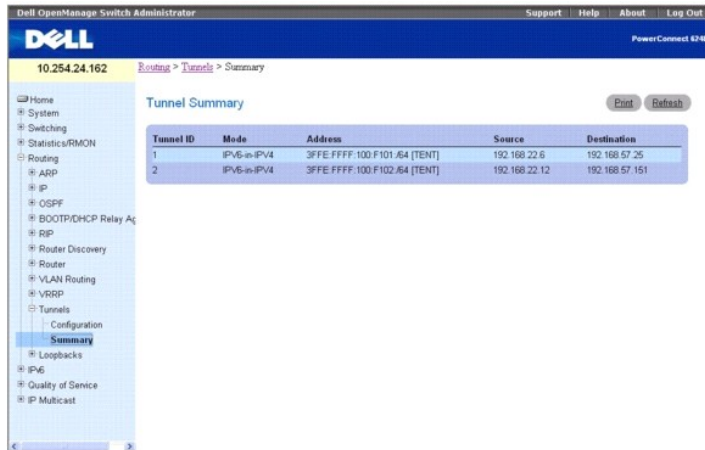 Dell OpenManage Switch Administrator
Support Help About Log Out
DELL
PowerConnect 6248
10.254.24.162
Routing > Tunnels > Summary
Home
System
Switching
Statistics/RMON
Routing
ARP
IP
OSPF
BOOTP/DHCP Relay Ag
RIP
Router Discovery
Router
VLAN Routing
VRRP
Tunnels
Configuration
Summary
Loopbacks
IPv6
Quality of Service
IP Multicast
Tunnel Summary
Print Refresh
Tunnel ID Mode Address Source Destination
1 IPV6-in-IPV4 3FFE:FFFF:100:F101:/64 [TENT] 192.168.22.6 192.168.57.25
2 IPV6-in-IPV4 3FFE:FFFF:100:F102:/64 [TENT] 192.168.22.12 192.168.57.151